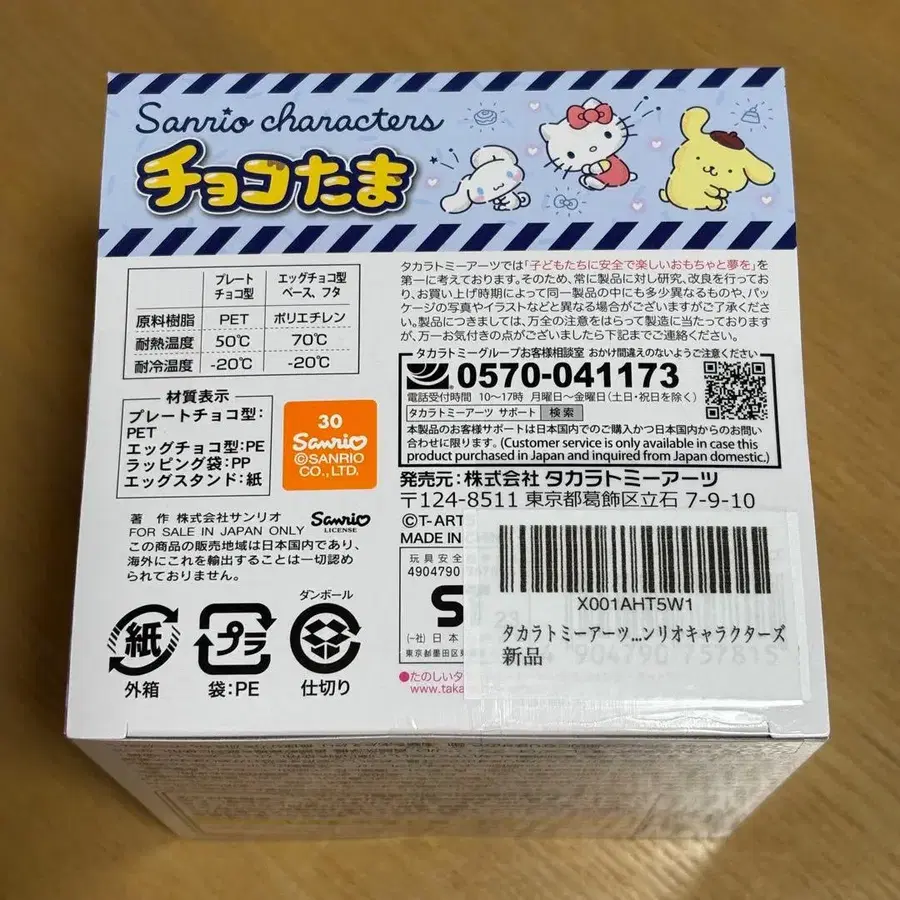 Sanrio characters
チョコたま
プレート
チョコ型
エッグチョコ型
ベース、フタ
原料樹脂 PET ポリエチレン
耐熱温度 50℃ 70℃
耐冷温度 -20℃ -20℃
材質表示
プレートチョコ型:
PET
エッグチョコ型:PE
ラッピング袋:PP
エッグスタンド:紙
30
Sanrio
©SANRIO
CO., LTD.
著 作 株式会社サンリオ
FOR SALE IN JAPAN ONLY
Sanrio
LICENSE
この商品の販売地域は日本国内であり、
海外にこれを輸出することは一切認め
られておりません。
紙
外箱
プラ
袋:PE
ダンボール
仕切り
タカラトミーアーツでは「子どもたちに安全で楽しいおもちゃと夢を」を
第一に考えております。そのため、常に製品に対し研究、改良を行ってお
り、お買い上げ時期によって同一製品の中にも多少異なるものや、パッ
ケージの写真やイラストなどと異なる場合がございますがご了承くださ
い。製品につきましては、万全の注意をはらって製造に当たっております
が、万一お気付きの点がございましたら下記までご連絡ください。
タカラトミーグループお客様相談室 おかけ間違えのないようご注意ください
0570-041173
電話受付時間 10〜17時 月曜日〜金曜日(土・日・祝日を除く)
タカラトミーアーツ サポート 検索
本製品のお客様サポートは日本国内でのご購入かつ日本国内からのお問い
合わせに限ります。(Customer service is only available in case this
product purchased in Japan and inquired from Japan domestic.)
発売元:株式会社 タカラトミーアーツ
〒124-8511 東京都葛飾区立石 7-9-10
©T-ART
MADE IN CHINA
玩具安全
4904790
(一社)日本
東京都墨田区
●たのしいタ
www.taka
X001AHT5W1
タカラトミーアーツ...ンリオキャラクターズ
新品
4 904790 757815